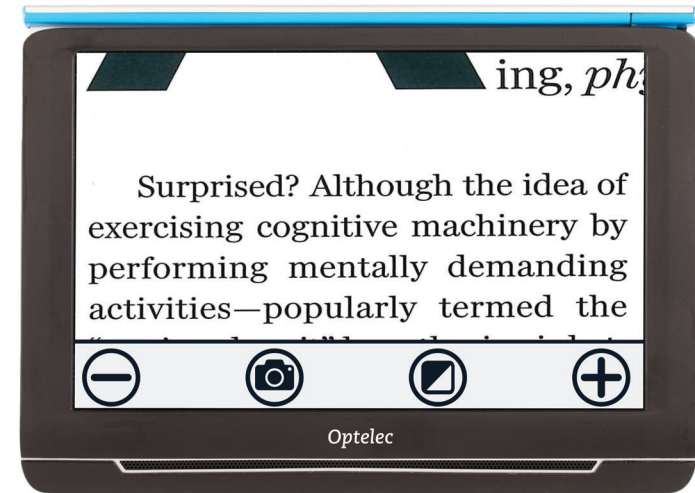 ing,
Surprised? Although the idea of
exercising cognitive machinery by
performing mentally demanding
activities—popularly termed the
Optelec